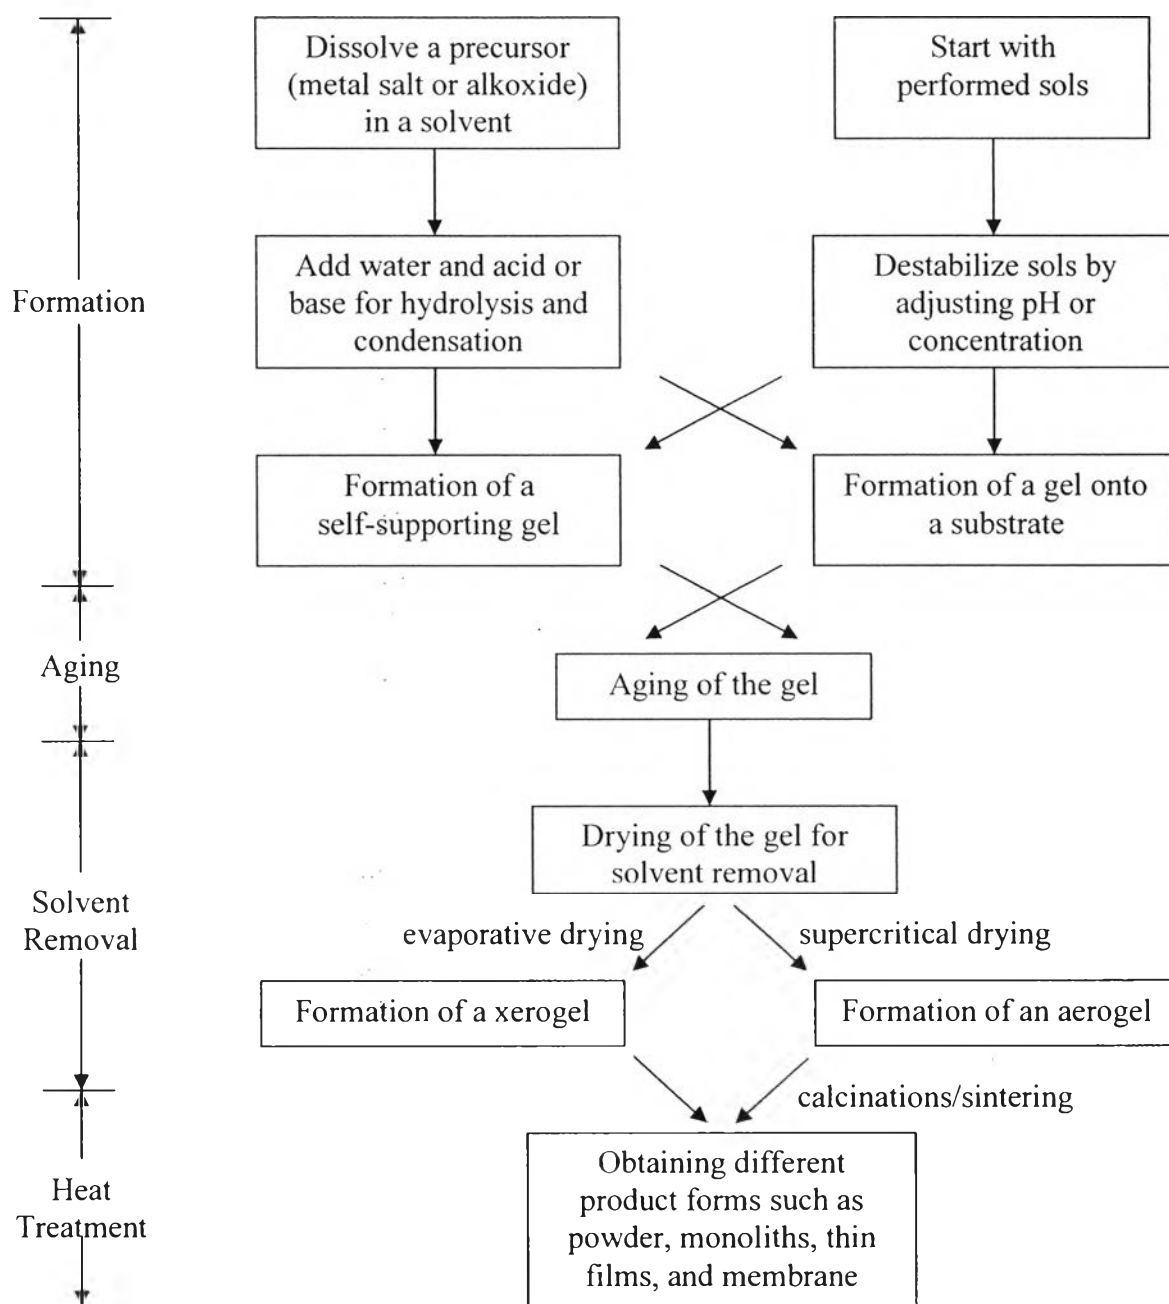 Dissolve a precursor
(metal salt or alkoxide)
in a solvent
Start with
performed sols
Formation
Add water and acid or
base for hydrolysis and
condensation
Destabilize sols by
adjusting pH or
concentration
Formation of a
self-supporting gel
Formation of a gel onto
a substrate
Aging
Aging of the gel
Solvent
Removal
Drying of the gel for
solvent removal
evaporative drying
supercritical drying
Formation of a xerogel
Formation of an aerogel
calcinations/sintering
Heat
Treatment
Obtaining different
product forms such as
powder, monoliths, thin
films, and membrane